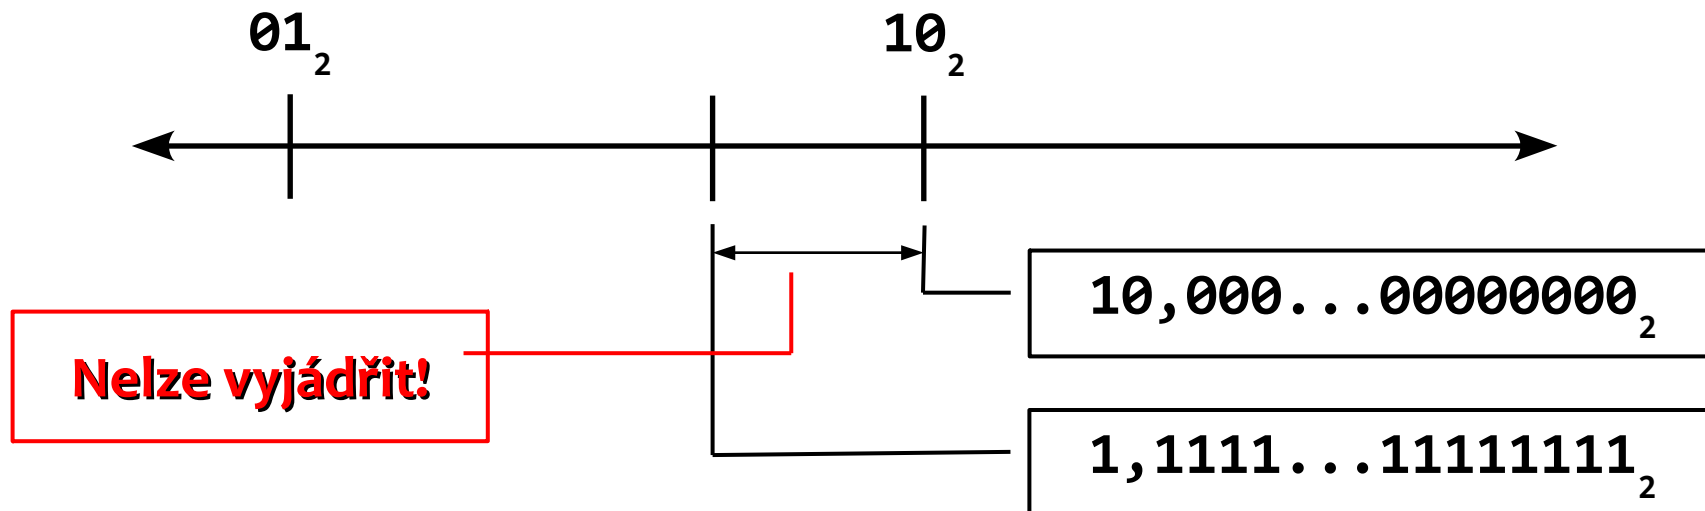 01₂
10₂
10,000...00000000₂
Nelze vyjádřit!
1,1111...11111111₂